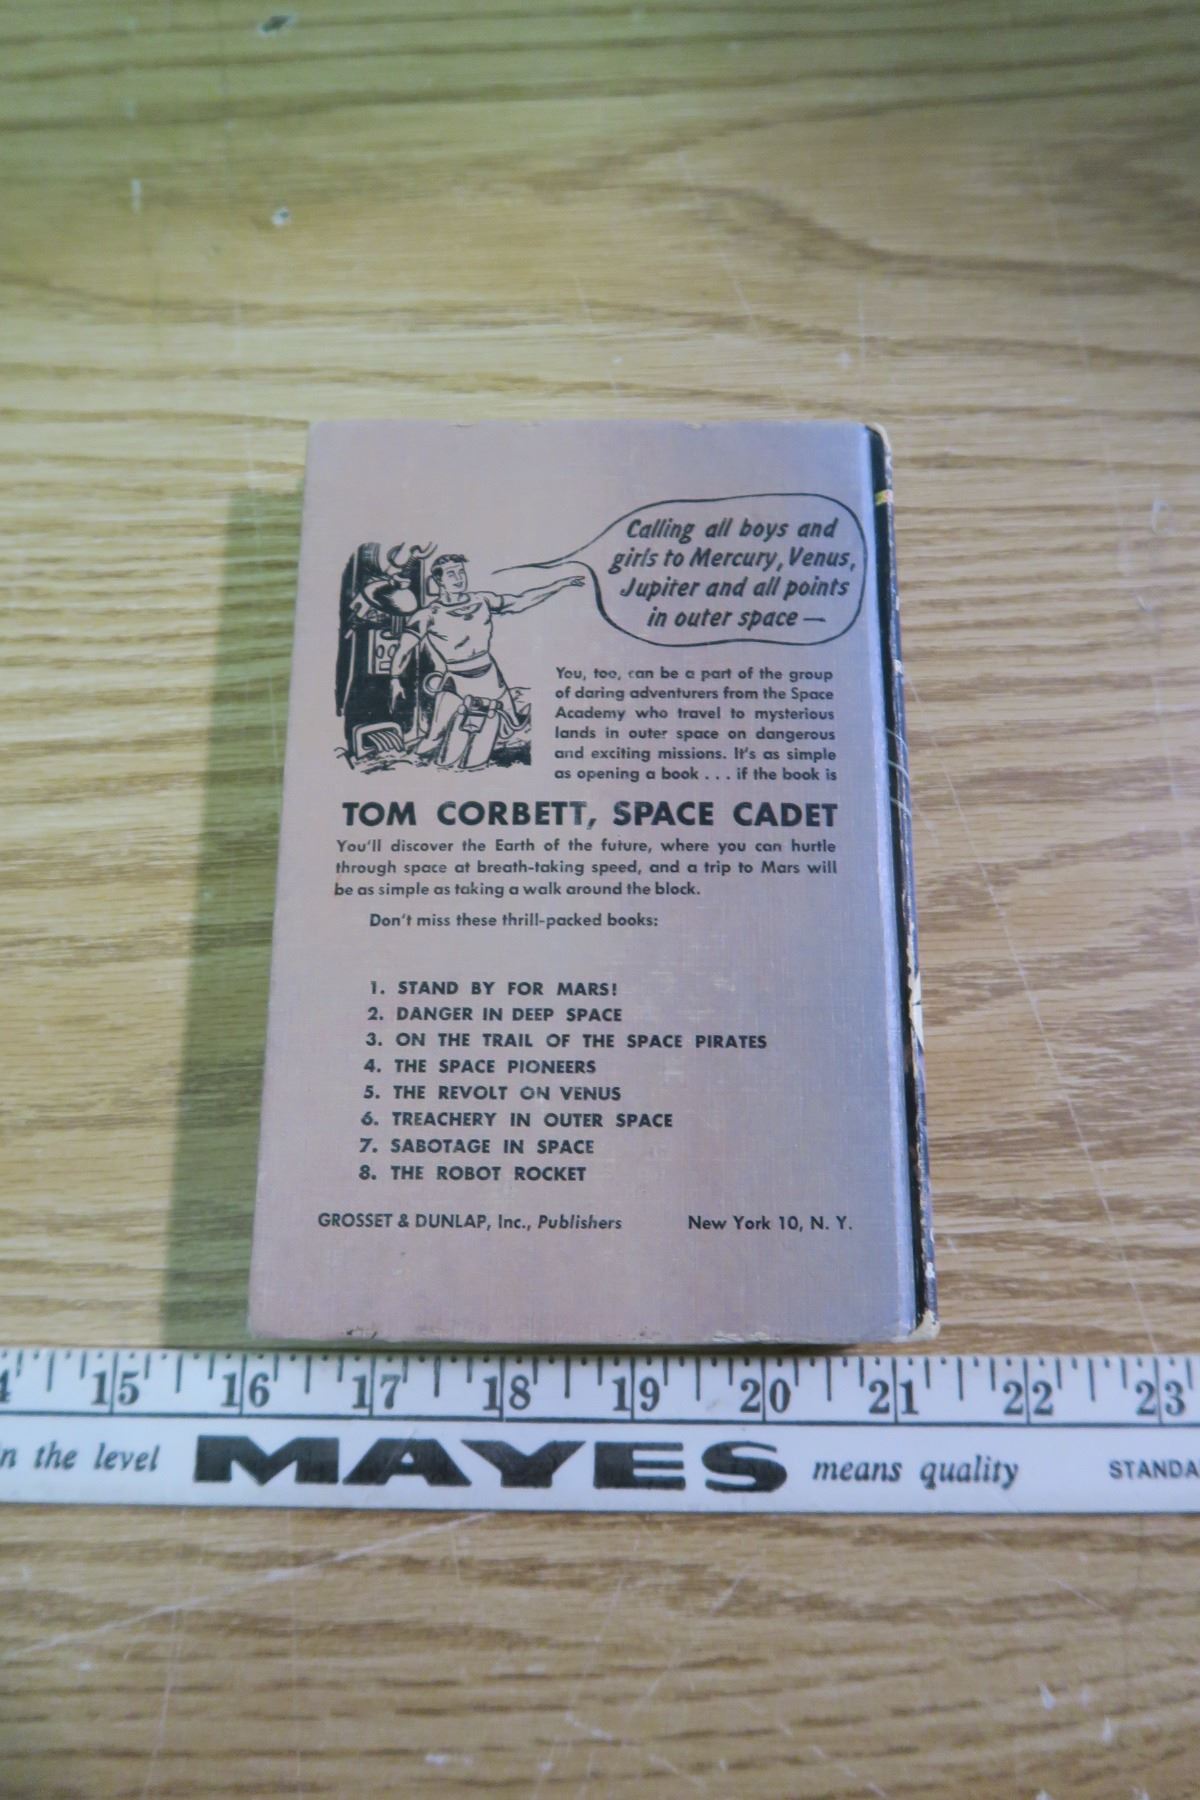 Calling all boys and
girls to Mercury, Venus,
Jupiter and all points
in outer space —
You, too, can be a part of the group
of daring adventurers from the Space
Academy who travel to mysterious
lands in outer space on dangerous
and exciting missions. It's as simple
as opening a book . . . if the book is
TOM CORBETT, SPACE CADET
You'll discover the Earth of the future, where you can hurtle
through space at breath-taking speed, and a trip to Mars will
be as simple as taking a walk around the block.
Don't miss these thrill-packed books:
1. STAND BY FOR MARS!
2. DANGER IN DEEP SPACE
3. ON THE TRAIL OF THE SPACE PIRATES
4. THE SPACE PIONEERS
5. THE REVOLT ON VENUS
6. TREACHERY IN OUTER SPACE
7. SABOTAGE IN SPACE
8. THE ROBOT ROCKET
GROSSET & DUNLAP, Inc., Publishers New York 10, N. Y.
15 16 17 18 19 20 21 22 23
the level MAYES means quality